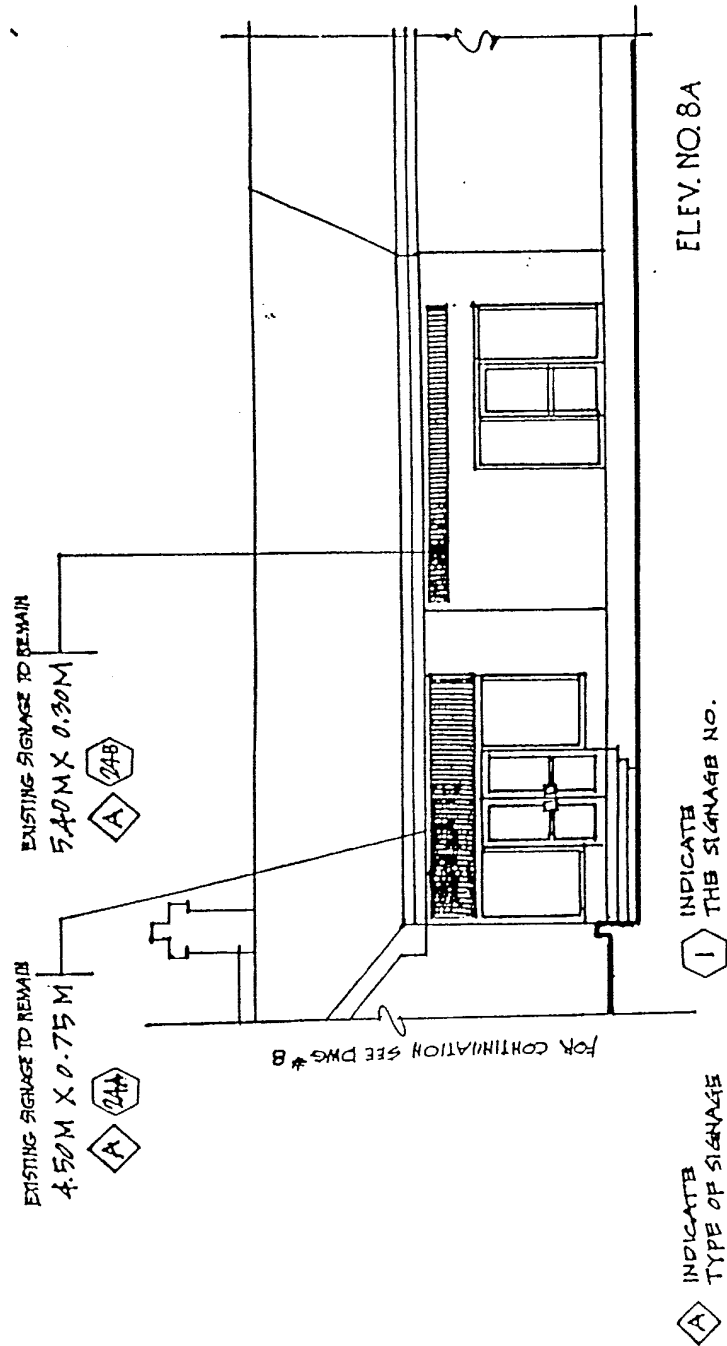 EXISTING SIGNAGE TO REMAIN
4.50M X 0.75M
A 24A
EXISTING SIGNAGE TO REMAIN
5.40M X 0.30M
A 24B
FOR CONTINUATION SEE DWG #8
A INDICATE
TYPE OF SIGNAGE
1 INDICATE
THE SIGNAGE NO.
ELEV. NO. 8A